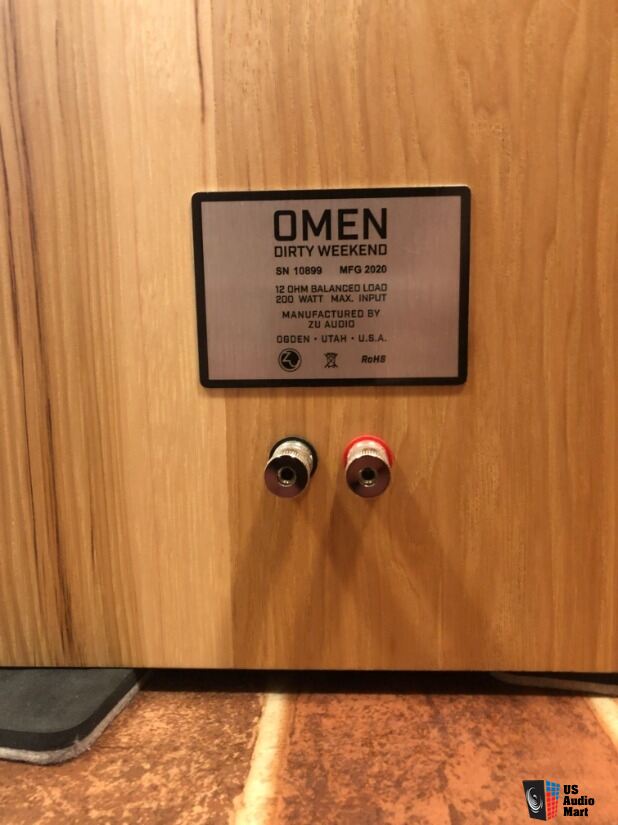 OMEN
DIRTY WEEKEND
SN 10899 MFG 2020
12 OHM BALANCED LOAD
200 WATT MAX. INPUT
MANUFACTURED BY
ZU AUDIO
OGDEN · UTAH · U.S.A.
ZU RoHS
US
Audio
Mart